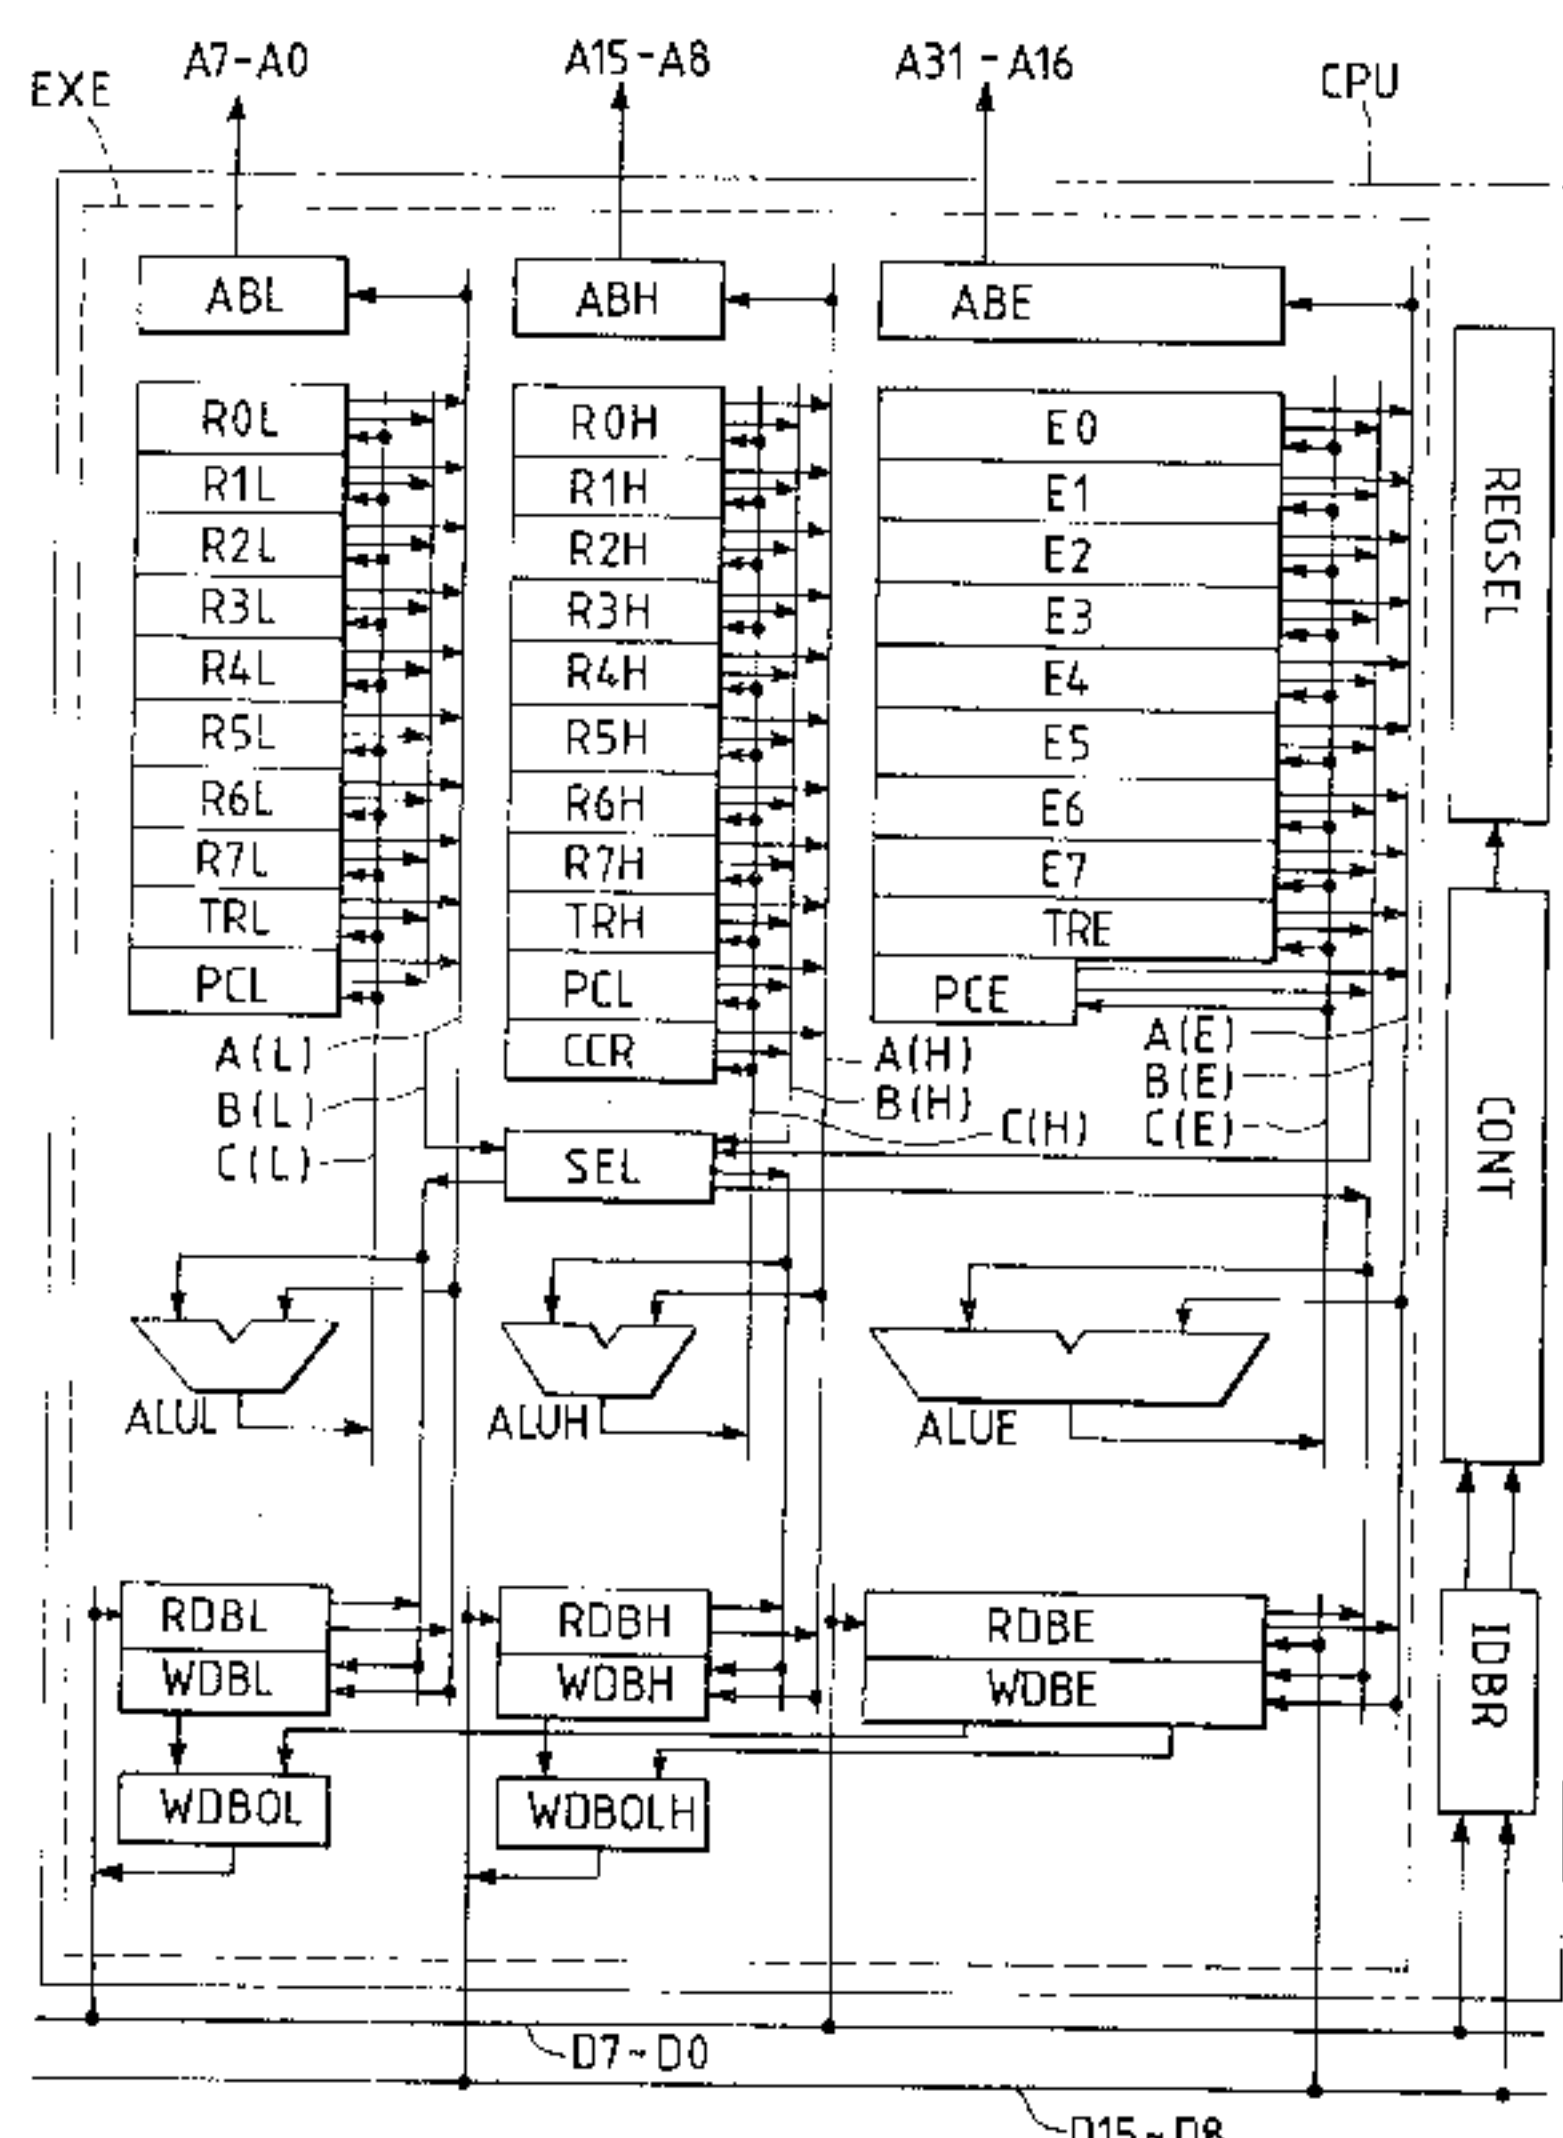 A7-A0
A15-A8
A31-A16
EXE
CPU
ABL
ABH
ABE
R0L
R0H
E0
R1L
R1H
E1
R2L
R2H
E2
R3L
R3H
E3
R4L
R4H
E4
R5L
R5H
E5
R6L
R6H
E6
R7L
R7H
E7
TRL
TRH
TRE
PCL
PCL
PCE
CCR
REGSEL
A(L)
A(H)
A(E)
B(L)
B(H)
B(E)
C(L)
C(H)
C(E)
SEL
CONT
ALUL
ALUH
ALUE
RDBL
RDBH
RDBE
WDBL
WDBH
WDBE
IDBR
WDBOL
WDBOLH
D7~D0
D15~D8